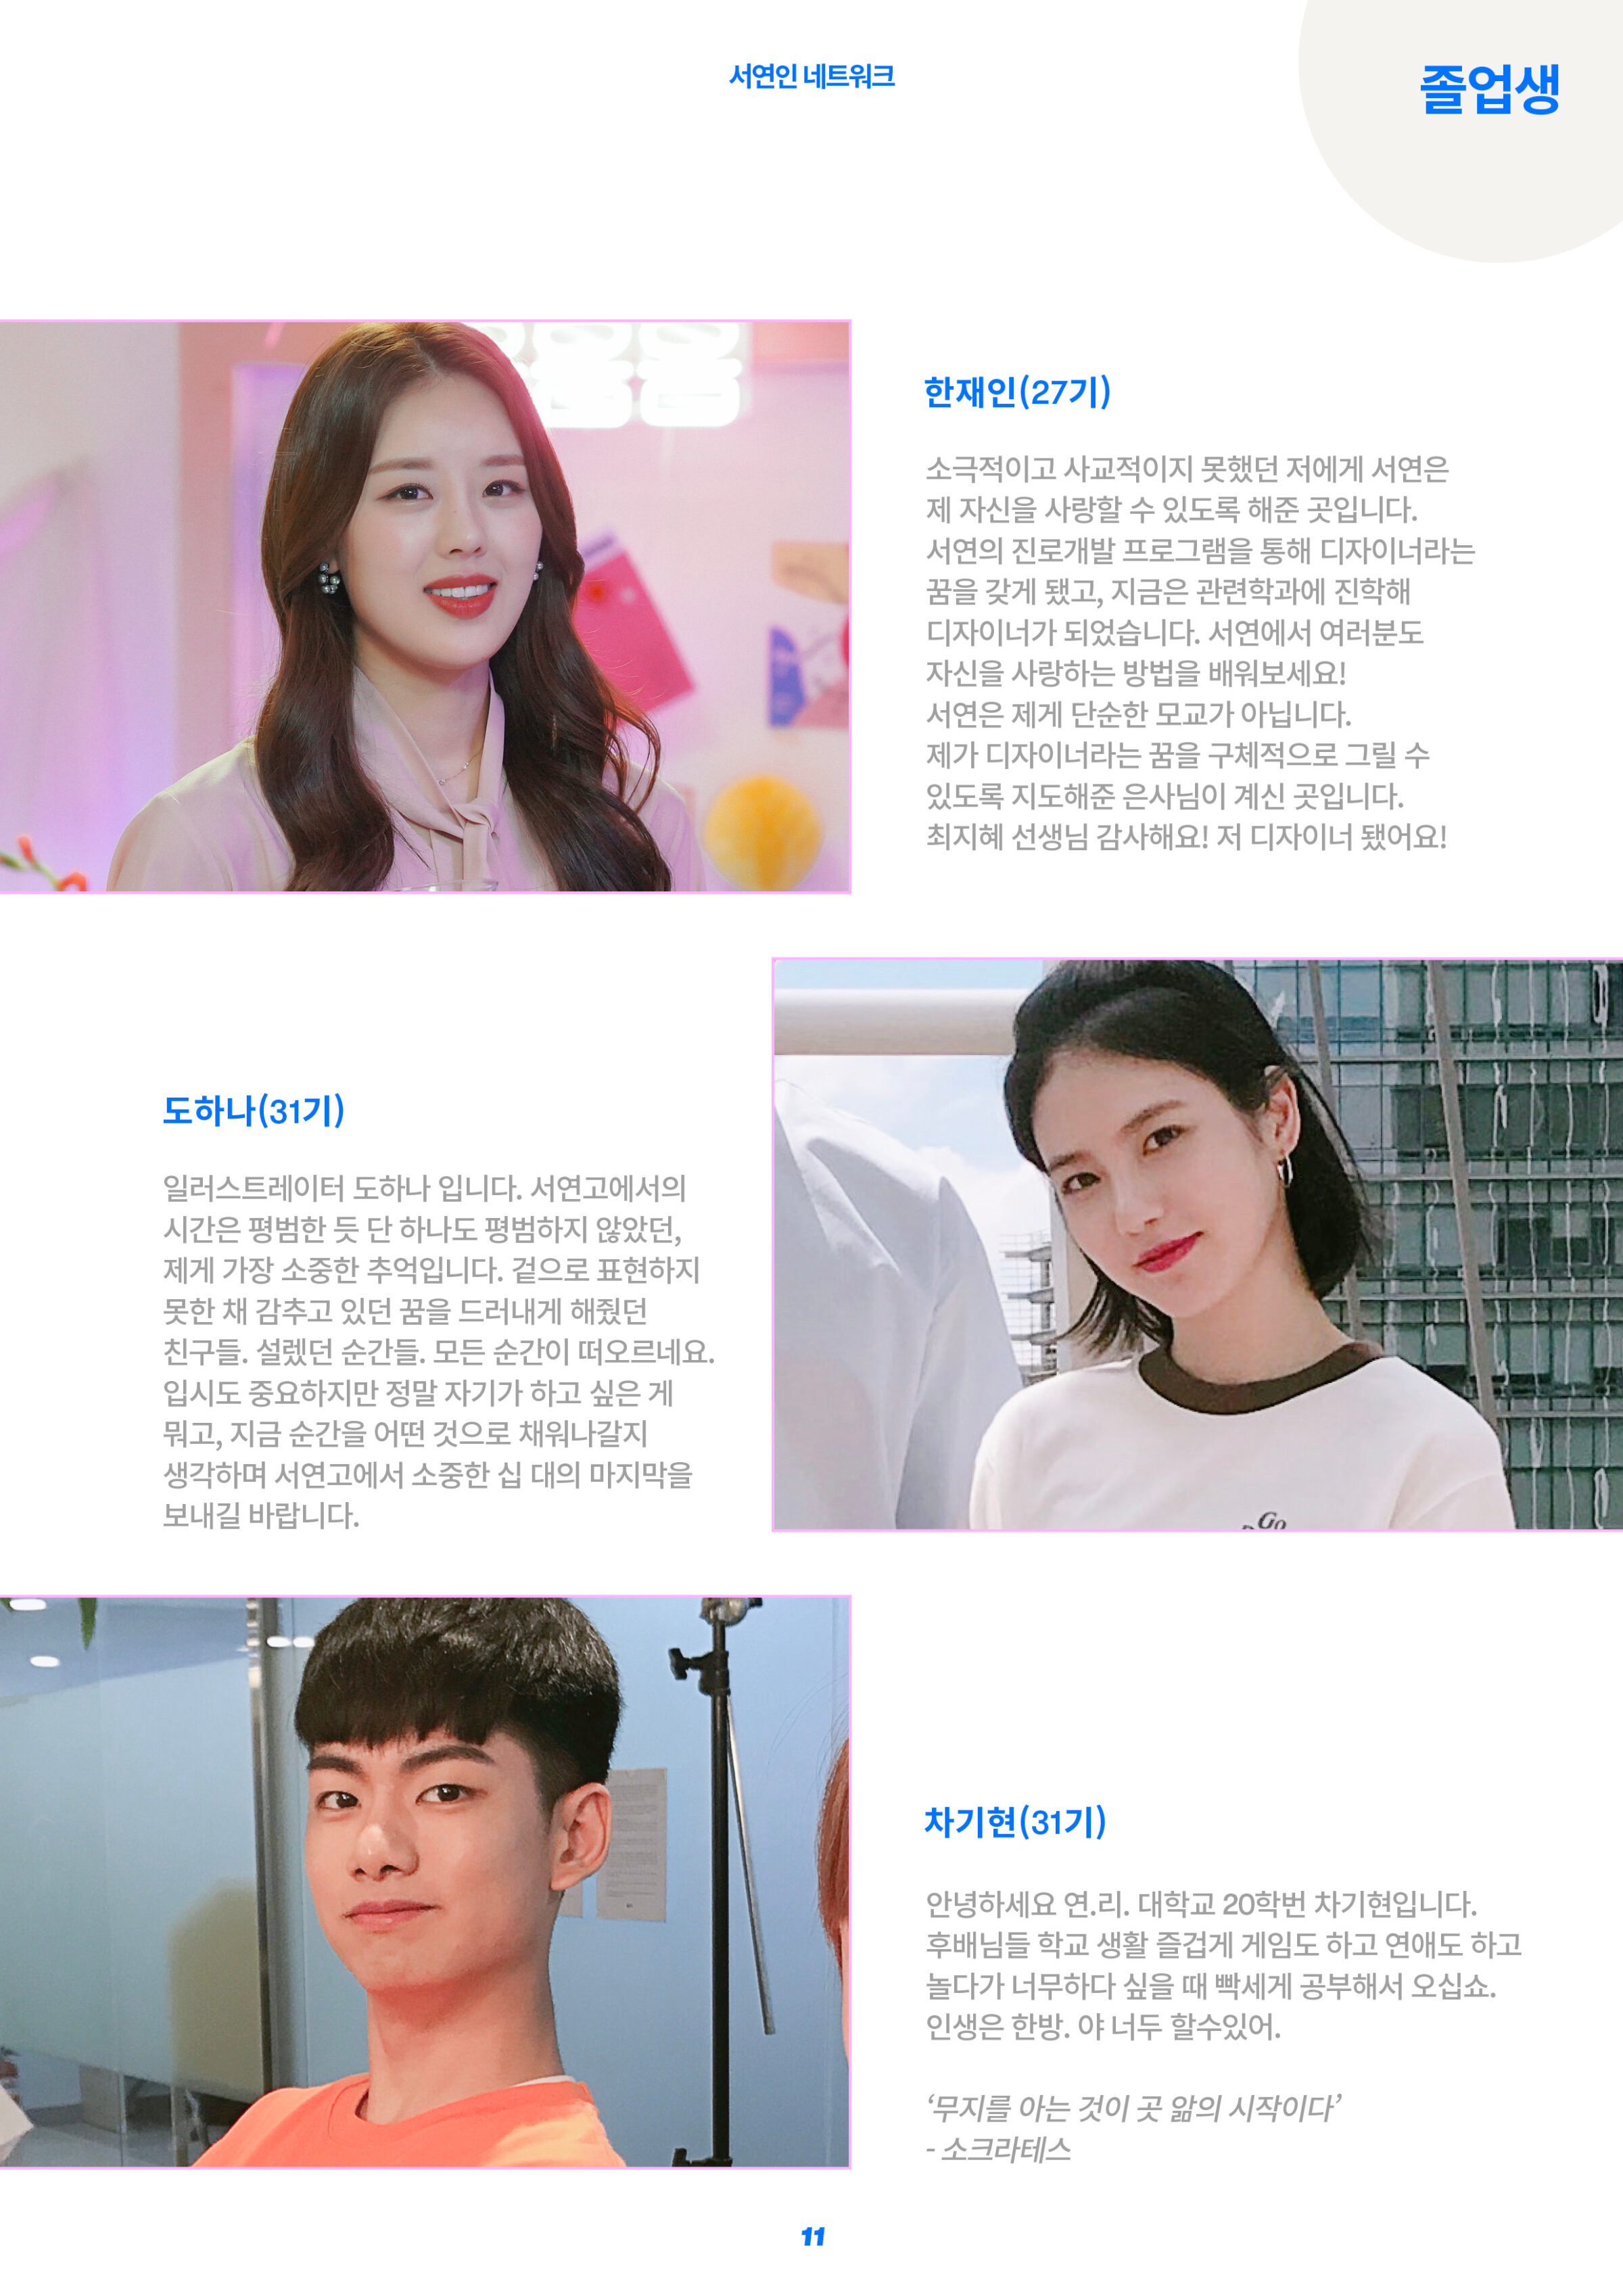 서연인 네트워크
졸업생
한재인(27기)
소극적이고 사교적이지 못했던 저에게 서연은
제 자신을 사랑할 수 있도록 해준 곳입니다.
서연의 진로개발 프로그램을 통해 디자이너라는
꿈을 갖게 됐고, 지금은 관련학과에 진학해
디자이너가 되었습니다. 서연에서 여러분도
자신을 사랑하는 방법을 배워보세요!
서연은 제게 단순한 모교가 아닙니다.
제가 디자이너라는 꿈을 구체적으로 그릴 수
있도록 지도해준 은사님이 계신 곳입니다.
최지혜 선생님 감사해요! 저 디자이너 됐어요!
도하나(31기)
일러스트레이터 도하나 입니다. 서연고에서의
시간은 평범한 듯 단 하나도 평범하지 않았던,
제게 가장 소중한 추억입니다. 겉으로 표현하지
못한 채 감추고 있던 꿈을 드러내게 해줬던
친구들. 설렜던 순간들. 모든 순간이 떠오르네요.
입시도 중요하지만 정말 자기가 하고 싶은 게
뭐고, 지금 순간을 어떤 것으로 채워나갈지
생각하며 서연고에서 소중한 십 대의 마지막을
보내길 바랍니다.
Go
차기현(31기)
안녕하세요 연.리. 대학교 20학번 차기현입니다.
후배님들 학교 생활 즐겁게 게임도 하고 연애도 하고
놀다가 너무하다 싶을 때 빡세게 공부해서 오십쇼.
인생은 한방. 야 너두 할수있어.
‘무지를 아는 것이 곳 앎의 시작이다’
- 소크라테스
11